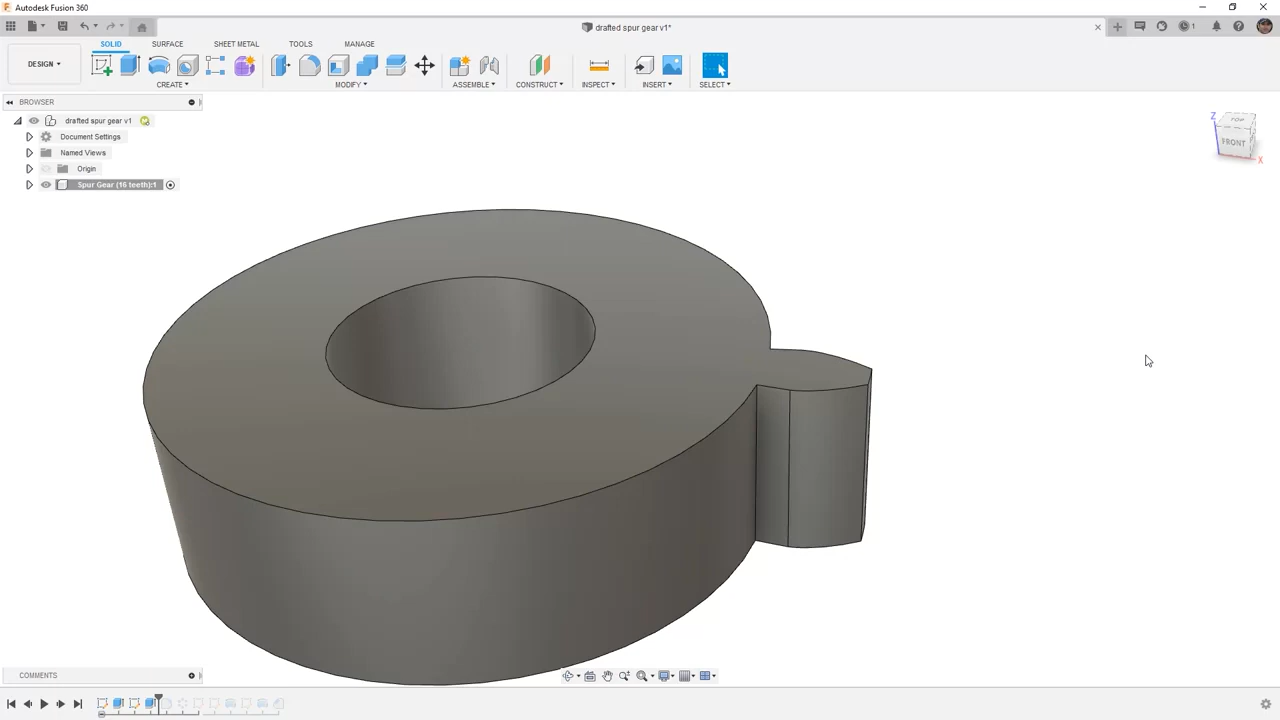 Autodesk Fusion 360
drafted spur gear v1*
1
DESIGN
SOLID
SURFACE
SHEET METAL
TOOLS
MANAGE
CREATE
MODIFY
ASSEMBLE
CONSTRUCT
INSPECT
INSERT
SELECT
BROWSER
drafted spur gear v1
Document Settings
Named Views
Origin
Spur Gear (16 teeth):1
Z
TOP
FRONT
X
COMMENTS